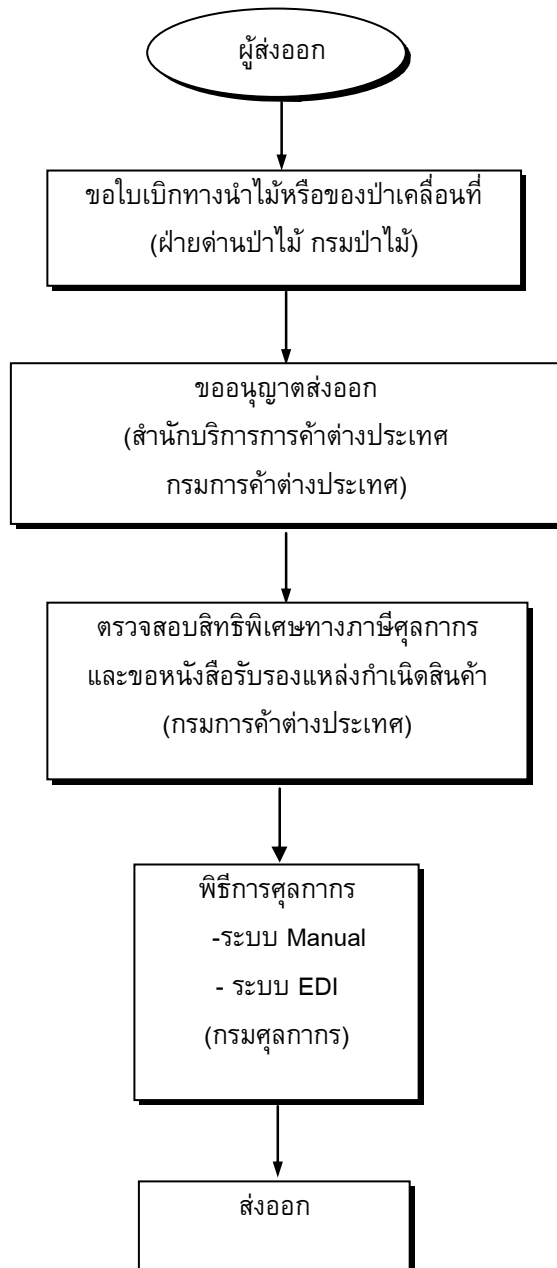 ผู้ส่งออก
ขอใบเบิกทางนำไม้หรือของป่าเคลื่อนที่
(ฝ่ายด่านป่าไม้ กรมป่าไม้)
ขออนุญาตส่งออก
(สำนักบริการการค้าต่างประเทศ
กรมการค้าต่างประเทศ)
ตรวจสอบสิทธิพิเศษทางภาษีศุลกากร
และขอหนังสือรับรองแหล่งกำเนิดสินค้า
(กรมการค้าต่างประเทศ)
พิธีการศุลกากร
-ระบบ Manual
- ระบบ EDI
(กรมศุลกากร)
ส่งออก